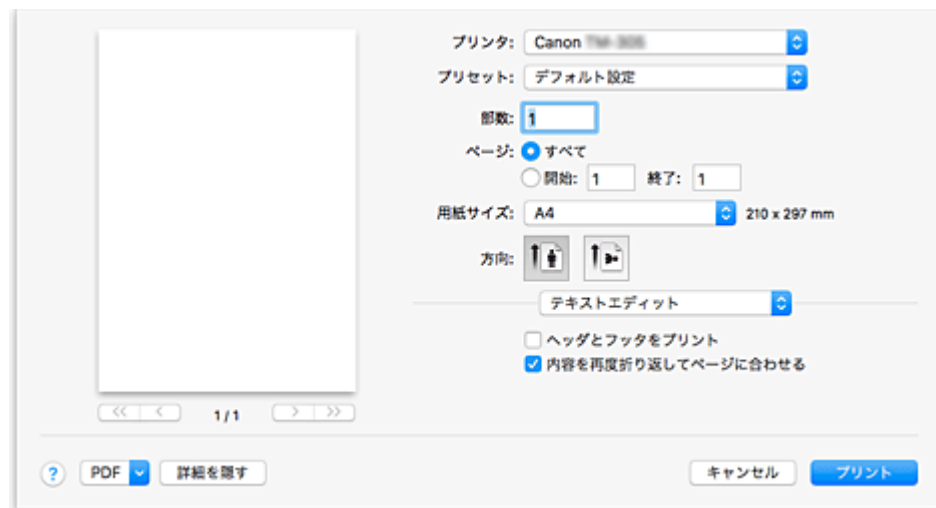 プリンタ: Canon
プリセット: デフォルト設定
部数: 1
ページ: すべて
開始: 1 終了: 1
用紙サイズ: A4 210 x 297 mm
方向:
テキストエディット
ヘッダとフッタをプリント
内容を再度折り返してページに合わせる
1 / 1
? PDF 詳細を隠す キャンセル プリント